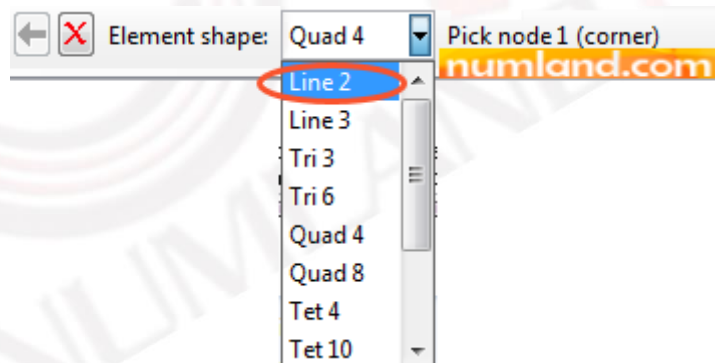 Element shape: Quad 4 Pick node 1 (corner)
numland.com
Line 2
Line 3
Tri 3
Tri 6
Quad 4
Quad 8
Tet 4
Tet 10
NUMLAND